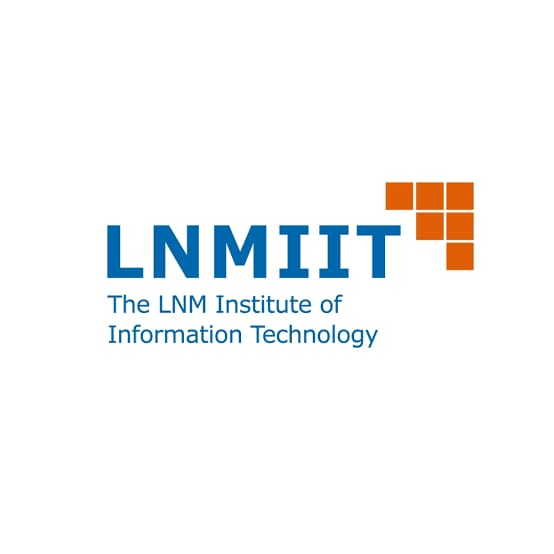 LNMIIT
The LNM Institute of
Information Technology